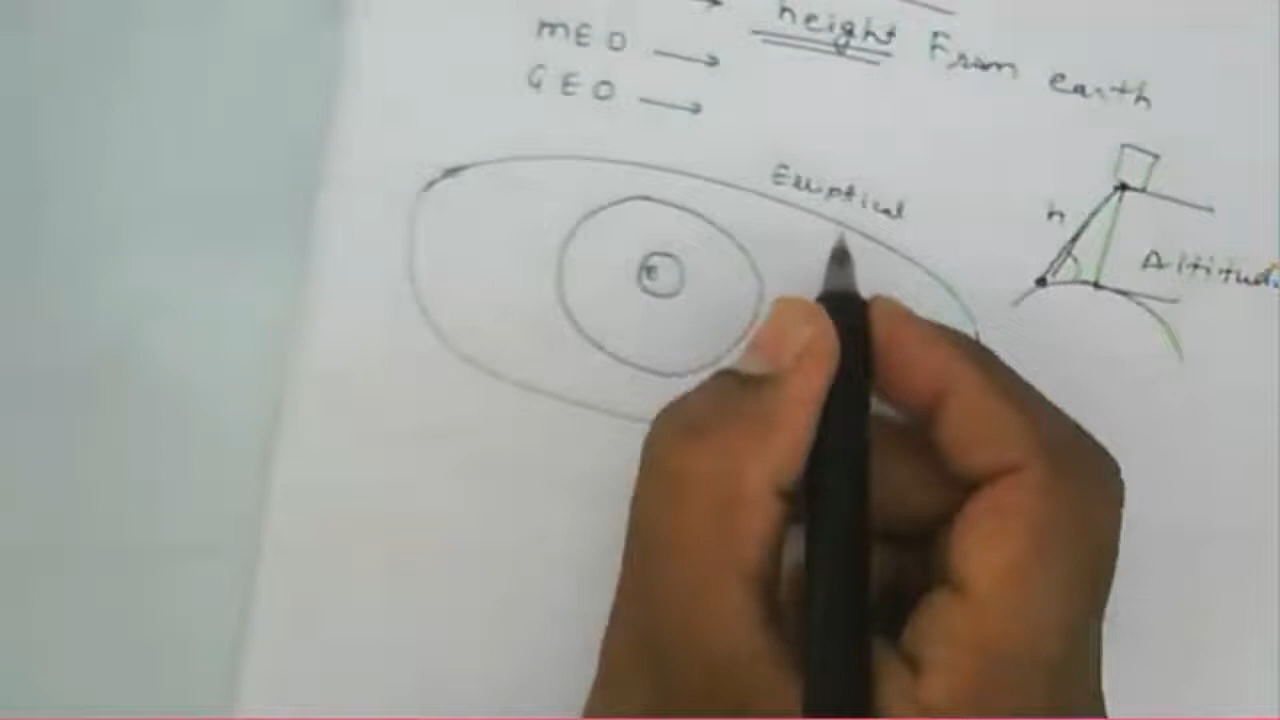 height From earth
MEO →
GEO →
Elliptical
h
Altitud
e